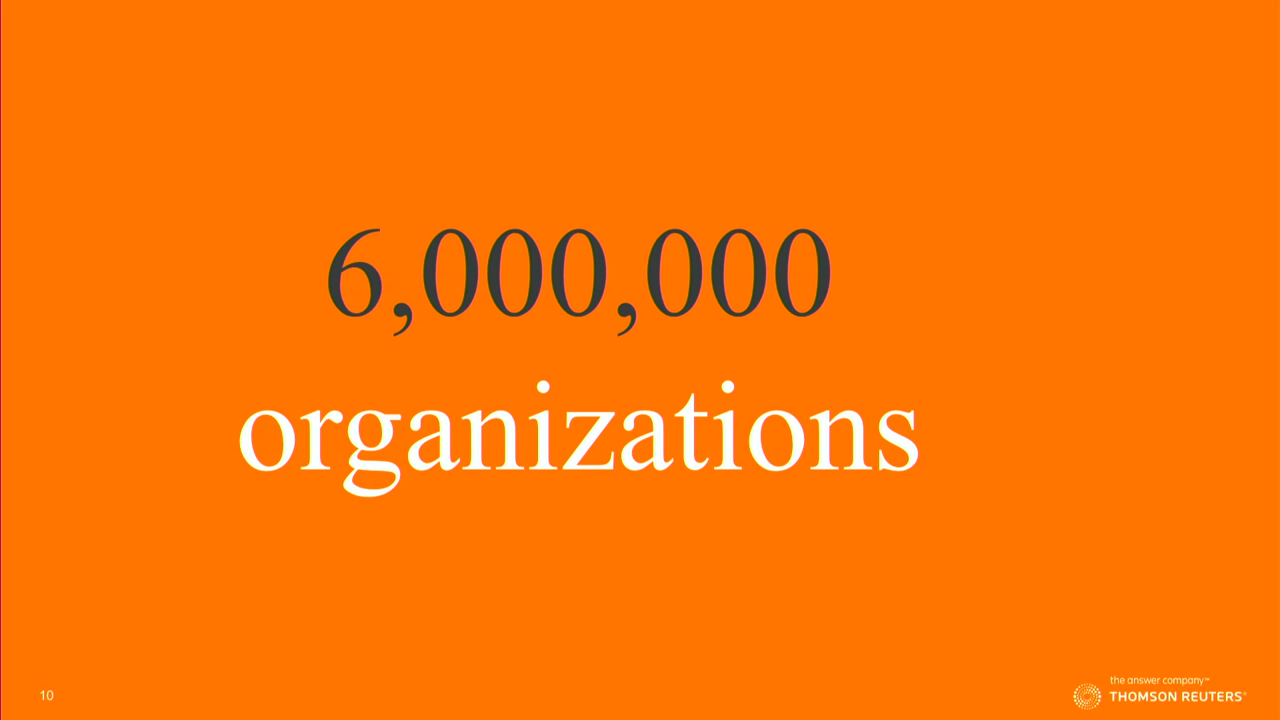 6,000,000
organizations
10
the answer company™
THOMSON REUTERS®